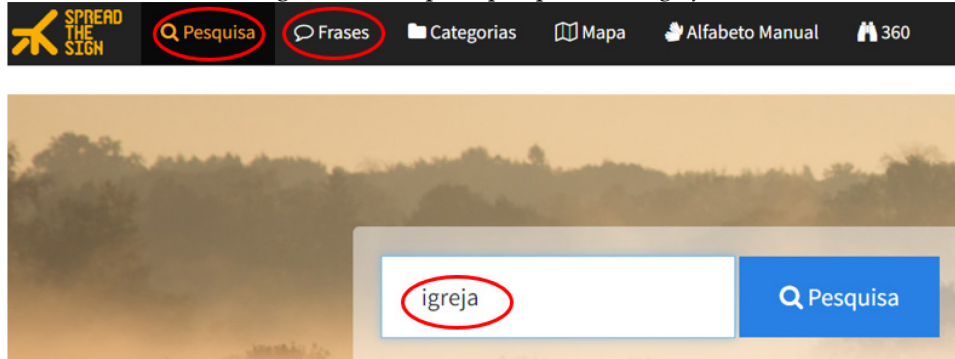 SPREAD
THE
SIGN
Pesquisa
Frases
Categorias
Mapa
Alfabeto Manual
360
igreja
Pesquisa